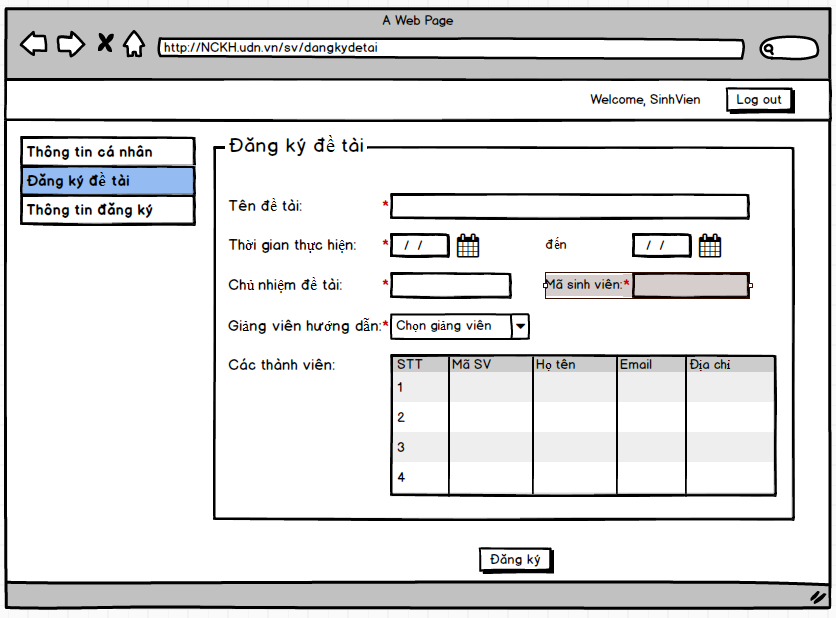 A Web Page
http://NCKH.udn.vn/sv/dangkydetai
Welcome, SinhVien
Log out
Thông tin cá nhân
Đăng ký đề tài
Thông tin đăng ký
Đăng ký đề tài
Tên đề tài: *
Thời gian thực hiện: * / / đến / /
Chủ nhiệm đề tài: * Mã sinh viên:*
Giảng viên hướng dẫn:* Chọn giảng viên
Các thành viên:
STT Mã SV Họ tên Email Địa chỉ
1
2
3
4
Đăng ký